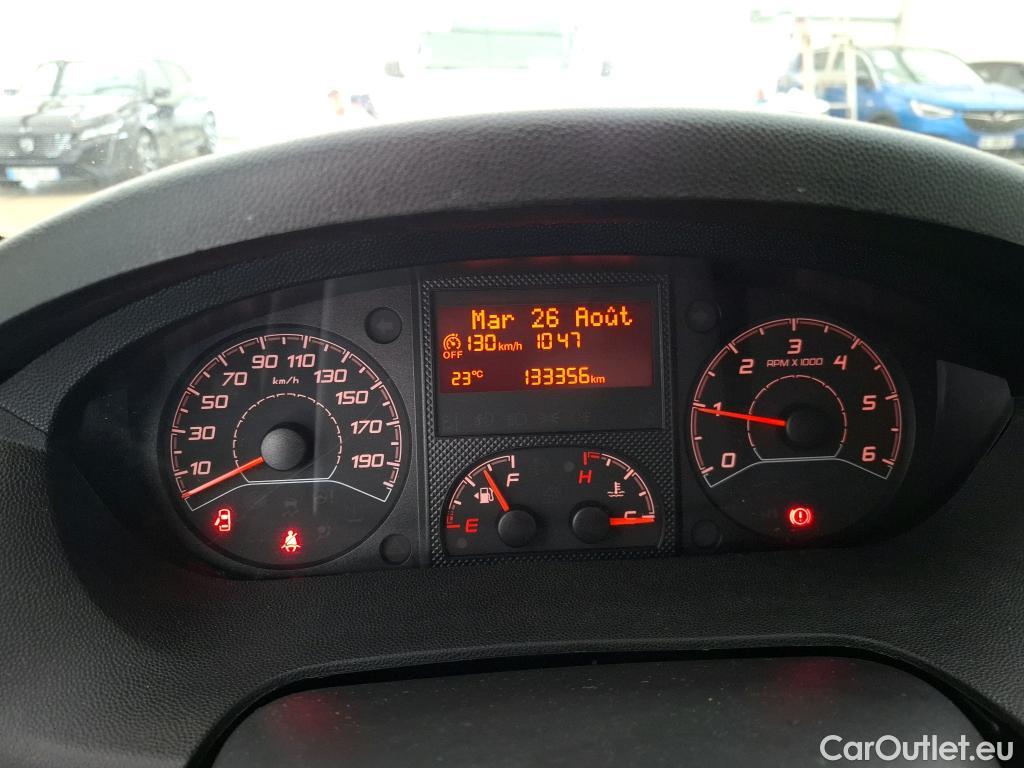 Mar 26 Août
OFF 130 km/h 10:47
23°C 133356 km
10 30 50 70 90 110 130 150 170 190
km/h
0 1 2 3 4 5 6
RPM X 1000
E F
H C
CarOutlet.eu